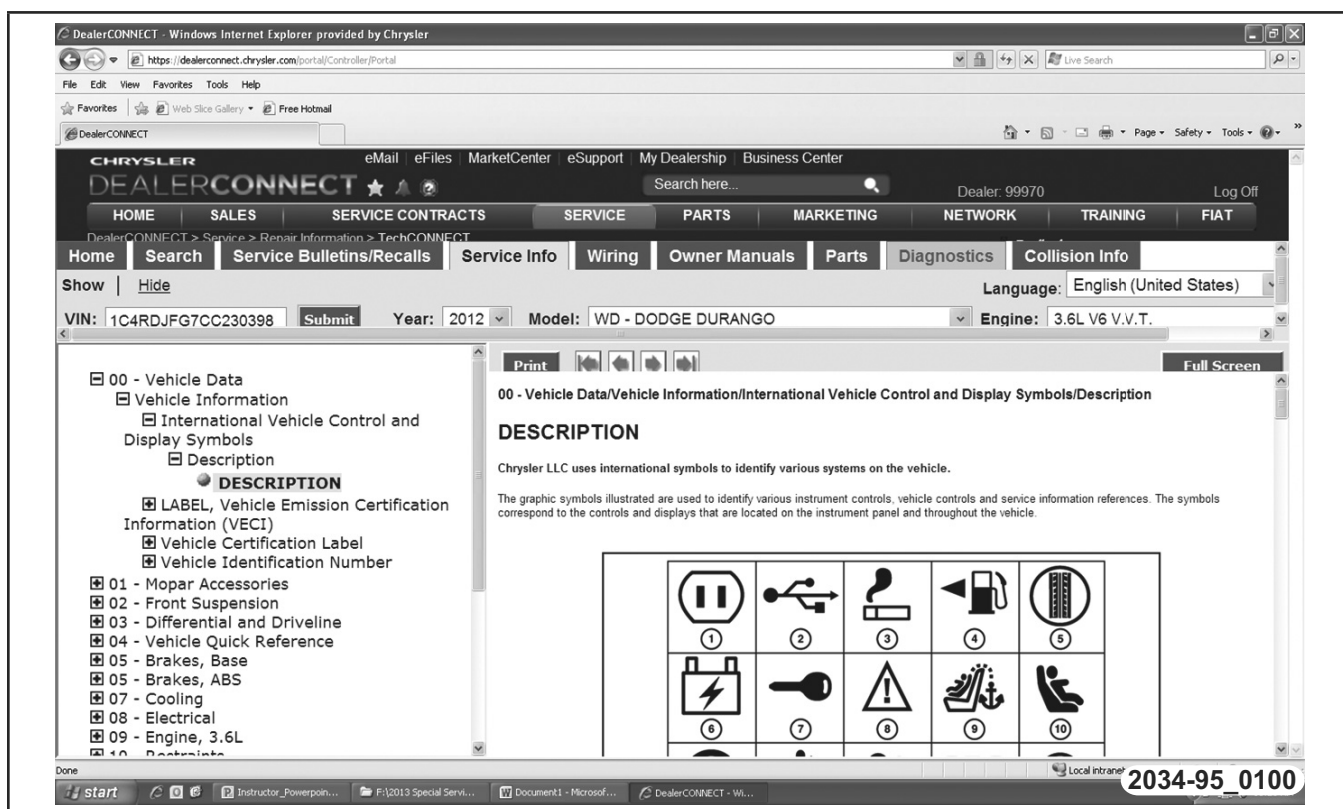 DealerCONNECT - Windows Internet Explorer provided by Chrysler
https://dealerconnect.chrysler.com/portal/Controller/Portal
Live Search
File Edit View Favorites Tools Help
Favorites Web Slice Gallery Free Hotmail
DealerCONNECT
Page Safety Tools
CHRYSLER
eMail eFiles MarketCenter eSupport My Dealership Business Center
DEALERCONNECT
Search here...
Dealer: 99970
Log Off
HOME SALES SERVICE CONTRACTS SERVICE PARTS MARKETING NETWORK TRAINING FIAT
DealerCONNECT > Service > Repair Information > TechCONNECT
Home Search Service Bulletins/Recalls Service Info Wiring Owner Manuals Parts Diagnostics Collision Info
Show | Hide
Language: English (United States)
VIN: 1C4RDJFG7CC230398 Submit Year: 2012 Model: WD - DODGE DURANGO Engine: 3.6L V6 V.V.T.
00 - Vehicle Data
Vehicle Information
International Vehicle Control and
Display Symbols
Description
DESCRIPTION
LABEL, Vehicle Emission Certification
Information (VECI)
Vehicle Certification Label
Vehicle Identification Number
01 - Mopar Accessories
02 - Front Suspension
03 - Differential and Driveline
04 - Vehicle Quick Reference
05 - Brakes, Base
05 - Brakes, ABS
07 - Cooling
08 - Electrical
09 - Engine, 3.6L
10 - Restraints
Print
Full Screen
00 - Vehicle Data/Vehicle Information/International Vehicle Control and Display Symbols/Description
DESCRIPTION
Chrysler LLC uses international symbols to identify various systems on the vehicle.
The graphic symbols illustrated are used to identify various instrument controls, vehicle controls and service information references. The symbols
correspond to the controls and displays that are located on the instrument panel and throughout the vehicle.
1 2 3 4 5
6 7 8 9 10
Done
Local intranet
start
Instructor_Powerpoin... F:\2013 Special Servi... Document1 - Microsof... DealerCONNECT - Wi...
2034-95_0100